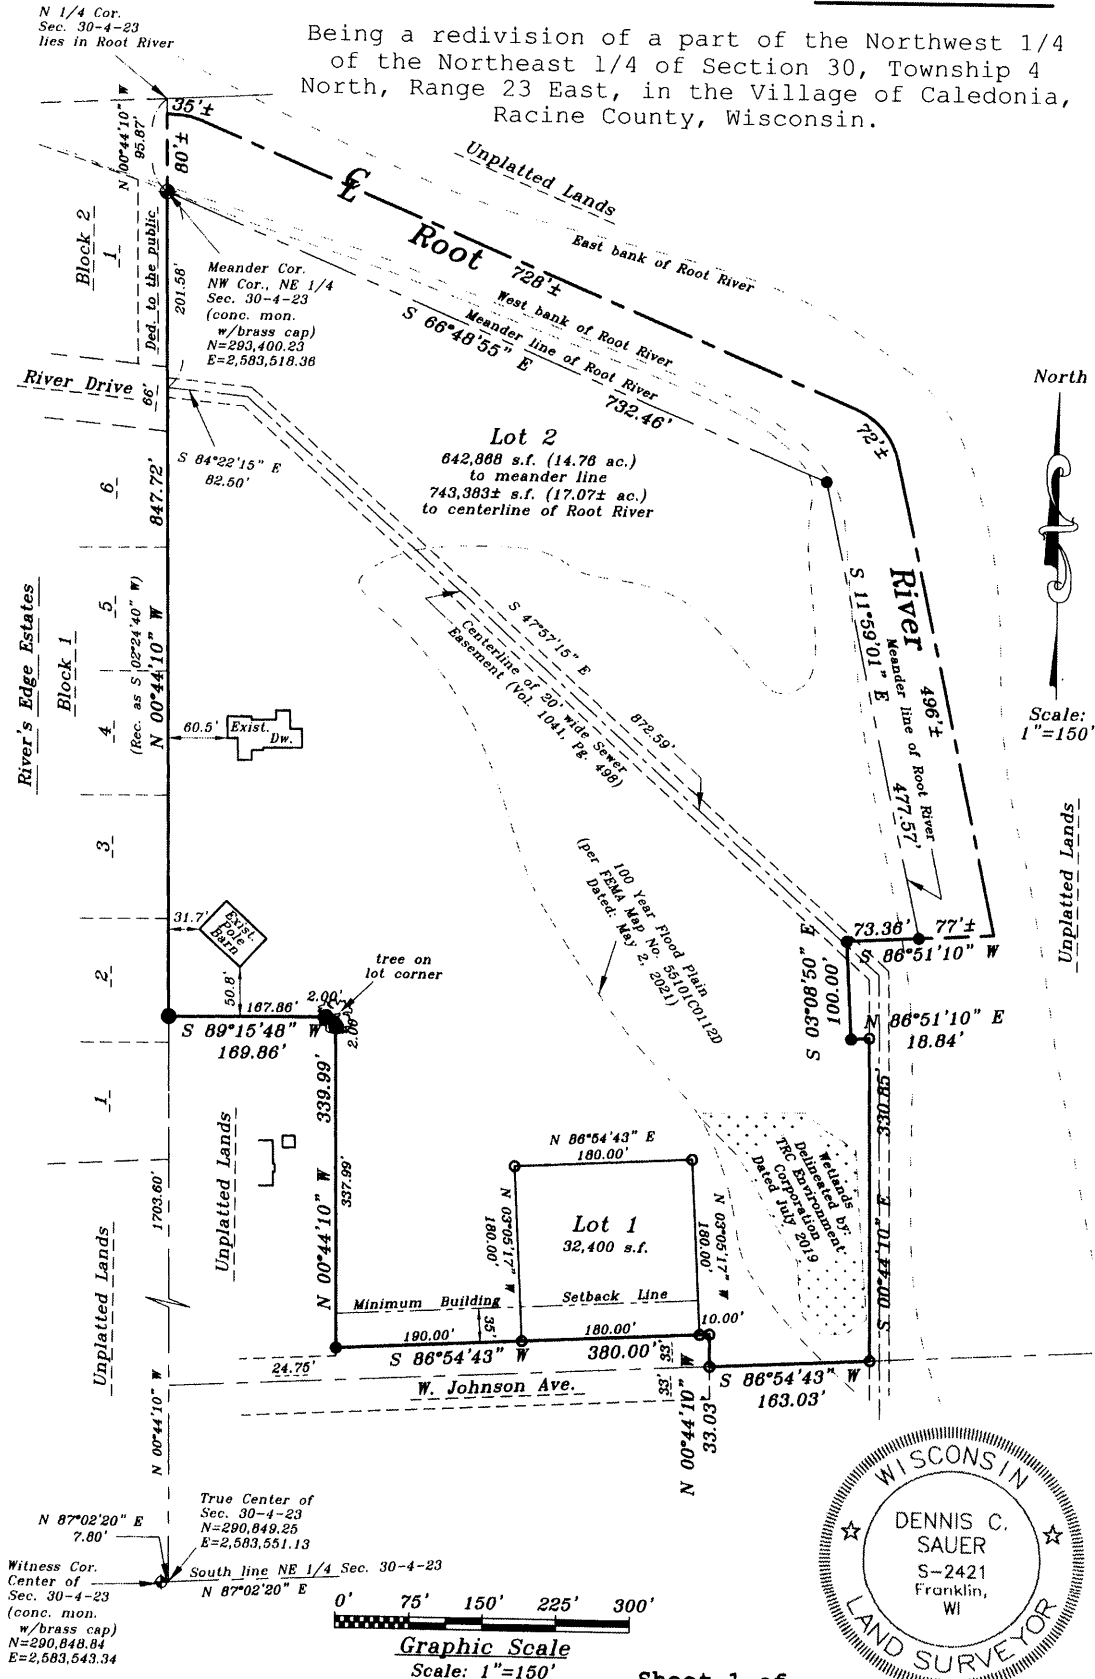 N 1/4 Cor.
Sec. 30-4-23
lies in Root River
Being a redivision of a part of the Northwest 1/4
of the Northeast 1/4 of Section 30, Township 4
North, Range 23 East, in the Village of Caledonia,
Racine County, Wisconsin.
N 00°44'10" W
95.87'
35'±
80'±
Unplatted Lands
CL
Root
728'±
East bank of Root River
West bank of Root River
Meander line of Root River
S 66°48'55" E
732.46'
Block 2
1
Ded. to the public
201.58'
Meander Cor.
NW Cor., NE 1/4
Sec. 30-4-23
(conc. mon.
w/brass cap)
N=293,400.23
E=2,583,518.36
River Drive
66'
S 84°22'15" E
82.50'
North
Scale:
1"=150'
72'±
Lot 2
642,868 s.f. (14.76 ac.)
to meander line
743,383± s.f. (17.07± ac.)
to centerline of Root River
6
847.72'
River's Edge Estates
Block 1
5
(Rec. as S 02°24'40" W)
N 00°44'10" W
4
60.5'
Exist.
Dw.
S 47°57'15" E
872.59'
Centerline of 20' wide Sewer
Easement (Vol. 1041, Pg. 498)
River
496'±
S 11°59'01" E
Meander line of Root River
477.57'
Unplatted Lands
3
31.7'
Exist.
Pole
Barn
100 Year Flood Plain
(per FEMA Map No. 55101C0112D
Dated: May 2, 2021)
73.36'
77'±
S 86°51'10" W
S 03°08'50" E
100.00'
N 86°51'10" E
18.84'
2
50.8'
tree on
lot corner
167.86'
2.00'
2.00'
S 89°15'48" W
169.86'
1
339.99'
337.99'
N 00°44'10" W
Unplatted Lands
330.85'
S 00°44'10" E
Wetlands
Delineated by:
TRC Environment
Corporation
Dated July 2019
N 86°54'43" E
180.00'
N 03°05'17" W
180.00'
Lot 1
32,400 s.f.
N 03°05'17" W
180.00'
1703.60'
Unplatted Lands
Minimum Building Setback Line
35'
10.00'
190.00'
180.00'
S 86°54'43" W
380.00'
33'
33'
24.75'
W. Johnson Ave.
N 00°44'10" W
33.03'
S 86°54'43" W
163.03'
N 00°44'10" W
N 87°02'20" E
7.80'
True Center of
Sec. 30-4-23
N=290,849.25
E=2,583,551.13
Witness Cor.
Center of
Sec. 30-4-23
(conc. mon.
w/brass cap)
N=290,848.84
E=2,583,543.34
South line NE 1/4 Sec. 30-4-23
N 87°02'20" E
0' 75' 150' 225' 300'
Graphic Scale
Scale: 1"=150'
WISCONSIN
DENNIS C.
SAUER
S-2421
Franklin,
WI
LAND SURVEYOR
Sheet 1 of